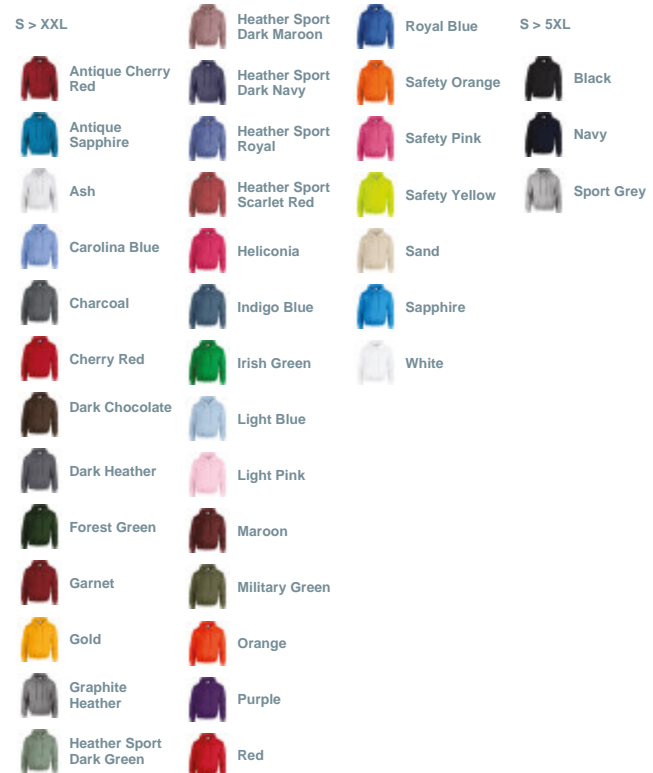 S > XXL
Antique Cherry
Red
Antique
Sapphire
Ash
Carolina Blue
Charcoal
Cherry Red
Dark Chocolate
Dark Heather
Forest Green
Garnet
Gold
Graphite
Heather
Heather Sport
Dark Green
Heather Sport
Dark Maroon
Heather Sport
Dark Navy
Heather Sport
Royal
Heather Sport
Scarlet Red
Heliconia
Indigo Blue
Irish Green
Light Blue
Light Pink
Maroon
Military Green
Orange
Purple
Red
Royal Blue
Safety Orange
Safety Pink
Safety Yellow
Sand
Sapphire
White
S > 5XL
Black
Navy
Sport Grey